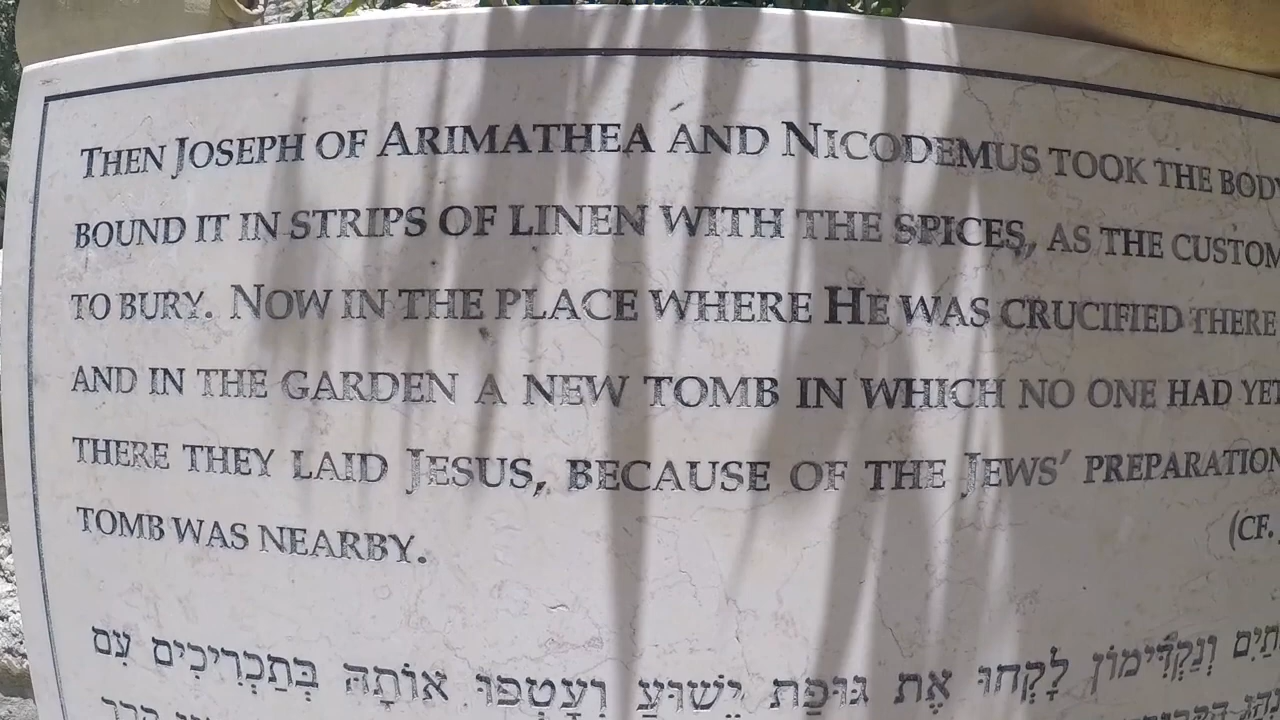 THEN JOSEPH OF ARIMATHEA AND NICODEMUS TOOK THE BODY
BOUND IT IN STRIPS OF LINEN WITH THE SPICES, AS THE CUSTOM
TO BURY. NOW IN THE PLACE WHERE HE WAS CRUCIFIED THERE
AND IN THE GARDEN A NEW TOMB IN WHICH NO ONE HAD YET
THERE THEY LAID JESUS, BECAUSE OF THE JEWS' PREPARATION
TOMB WAS NEARBY.
(CF.
וְנַקְדִּימוֹן לָקְחוּ אֶת גוּפַּת יֵשׁוּעַ וְעָטְפוּ אוֹתָהּ בְּתַכְרִיכִים עִם